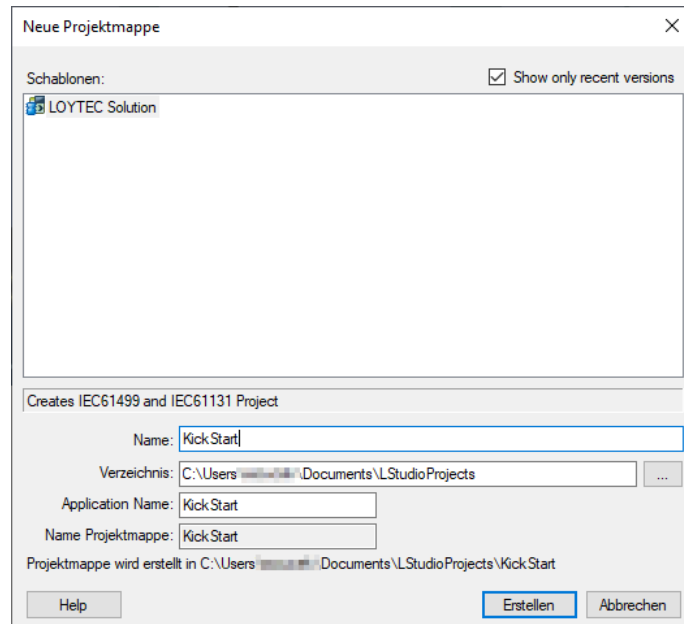 Neue Projektmappe
Schablonen:
Show only recent versions
LOYTEC Solution
Creates IEC61499 and IEC61131 Project
Name: KickStart
Verzeichnis: C:\Users\ \Documents\LStudioProjects ...
Application Name: KickStart
Name Projektmappe: KickStart
Projektmappe wird erstellt in C:\Users\ \Documents\LStudioProjects\KickStart
Help Erstellen Abbrechen